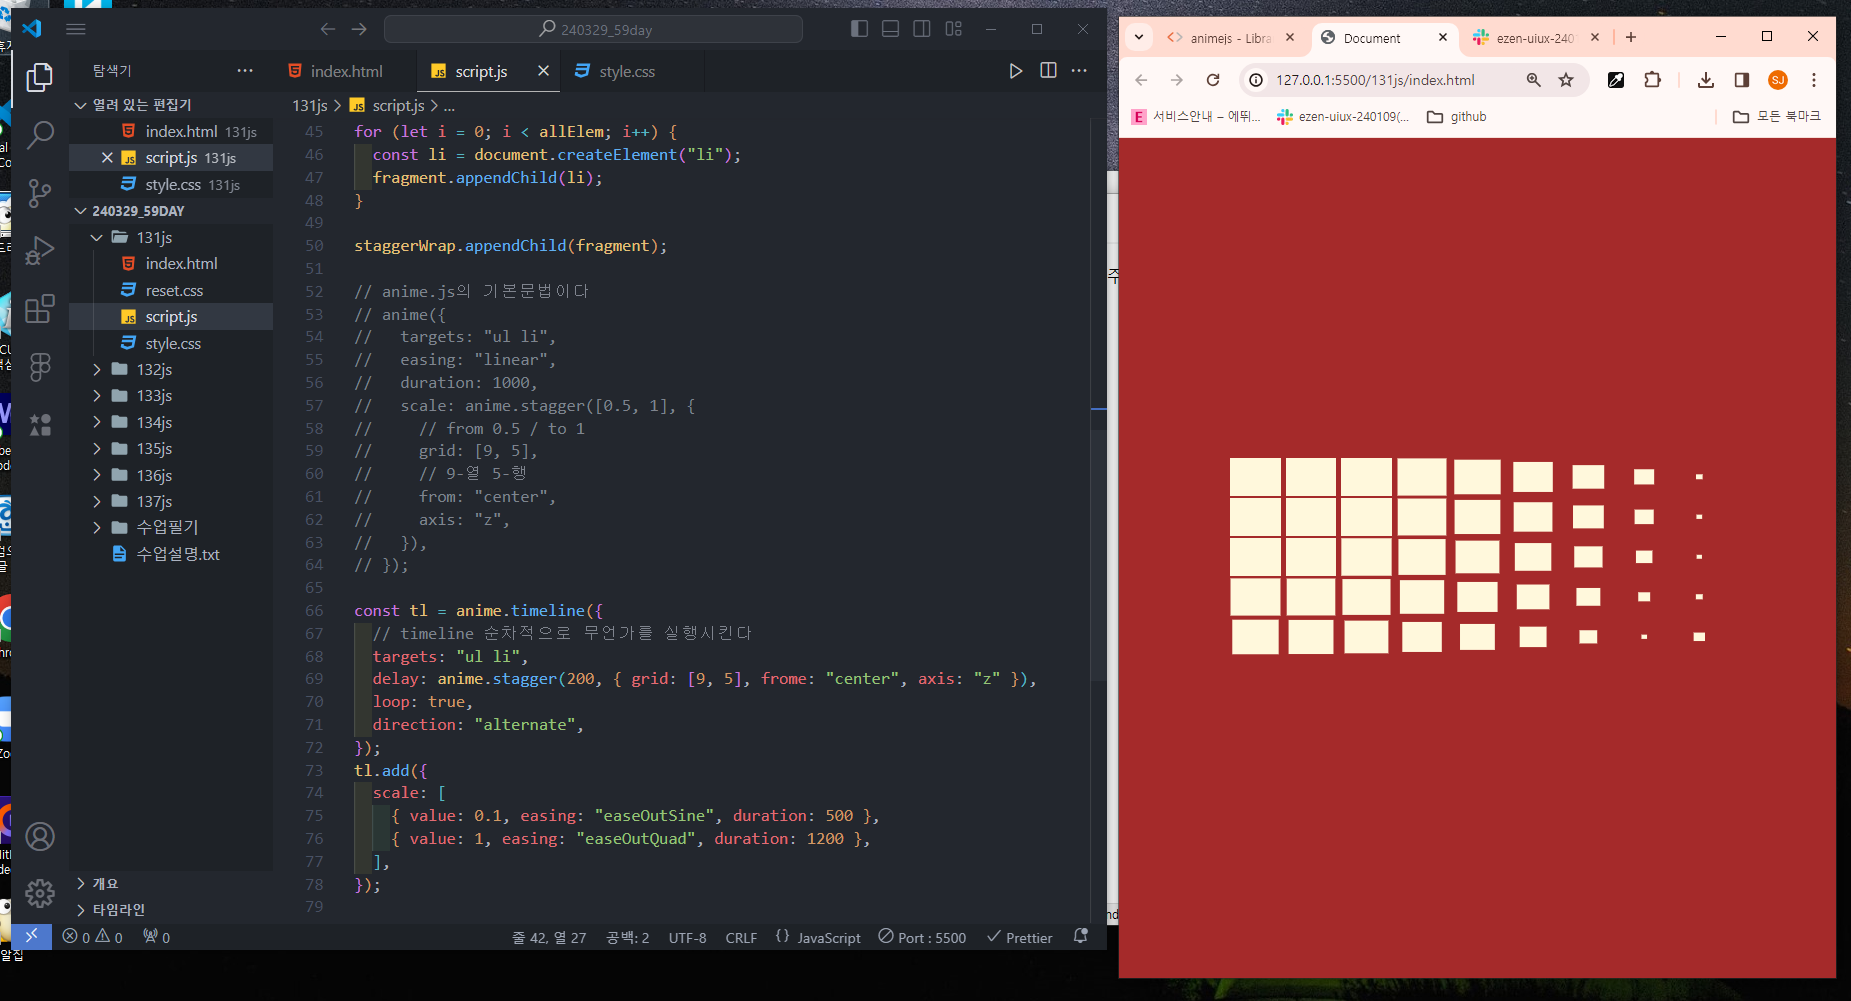 240329_59day
탐색기
index.html
script.js
style.css
열려 있는 편집기
index.html 131js
script.js 131js
style.css 131js
240329_59DAY
131js
index.html
reset.css
script.js
style.css
132js
133js
134js
135js
136js
137js
수업필기
수업설명.txt
개요
타임라인
131js > script.js > ...
45 for (let i = 0; i < allElem; i++) {
46 const li = document.createElement("li");
47 fragment.appendChild(li);
48 }
49
50 staggerWrap.appendChild(fragment);
51
52 // anime.js의 기본문법이다
53 // anime({
54 //   targets: "ul li",
55 //   easing: "linear",
56 //   duration: 1000,
57 //   scale: anime.stagger([0.5, 1], {
58 //     // from 0.5 / to 1
59 //     grid: [9, 5],
60 //     // 9-열 5-행
61 //     from: "center",
62 //     axis: "z",
63 //   }),
64 // });
65
66 const tl = anime.timeline({
67 // timeline 순차적으로 무언가를 실행시킨다
68 targets: "ul li",
69 delay: anime.stagger(200, { grid: [9, 5], frome: "center", axis: "z" }),
70 loop: true,
71 direction: "alternate",
72 });
73 tl.add({
74 scale: [
75 { value: 0.1, easing: "easeOutSine", duration: 500 },
76 { value: 1, easing: "easeOutQuad", duration: 1200 },
77 ],
78 });
79
0 0 0
줄 42, 열 27 공백: 2 UTF-8 CRLF {} JavaScript Port : 5500 Prettier
animejs - Libra
Document
ezen-uiux-240
127.0.0.1:5500/131js/index.html
SJ
서비스안내 – 에뛰...
ezen-uiux-240109(...
github
모든 북마크
알집